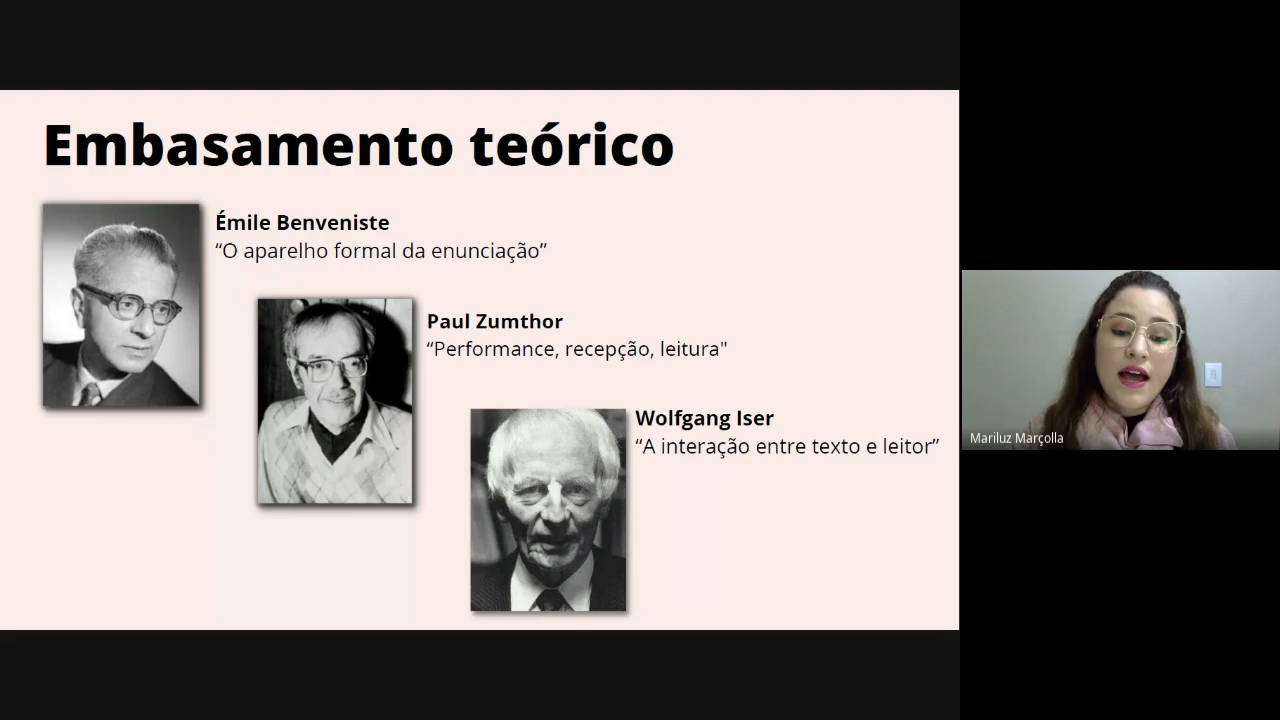 Embasamento teórico
Émile Benveniste
“O aparelho formal da enunciação”
Paul Zumthor
“Performance, recepção, leitura"
Wolfgang Iser
“A interação entre texto e leitor”
Mariluz Marçolla